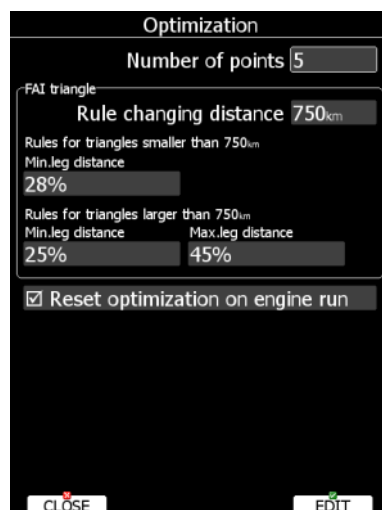 Optimization
Number of points 5
FAI triangle
Rule changing distance 750km
Rules for triangles smaller than 750km
Min.leg distance
28%
Rules for triangles larger than 750km
Min.leg distance Max.leg distance
25% 45%
Reset optimization on engine run
CLOSE EDIT